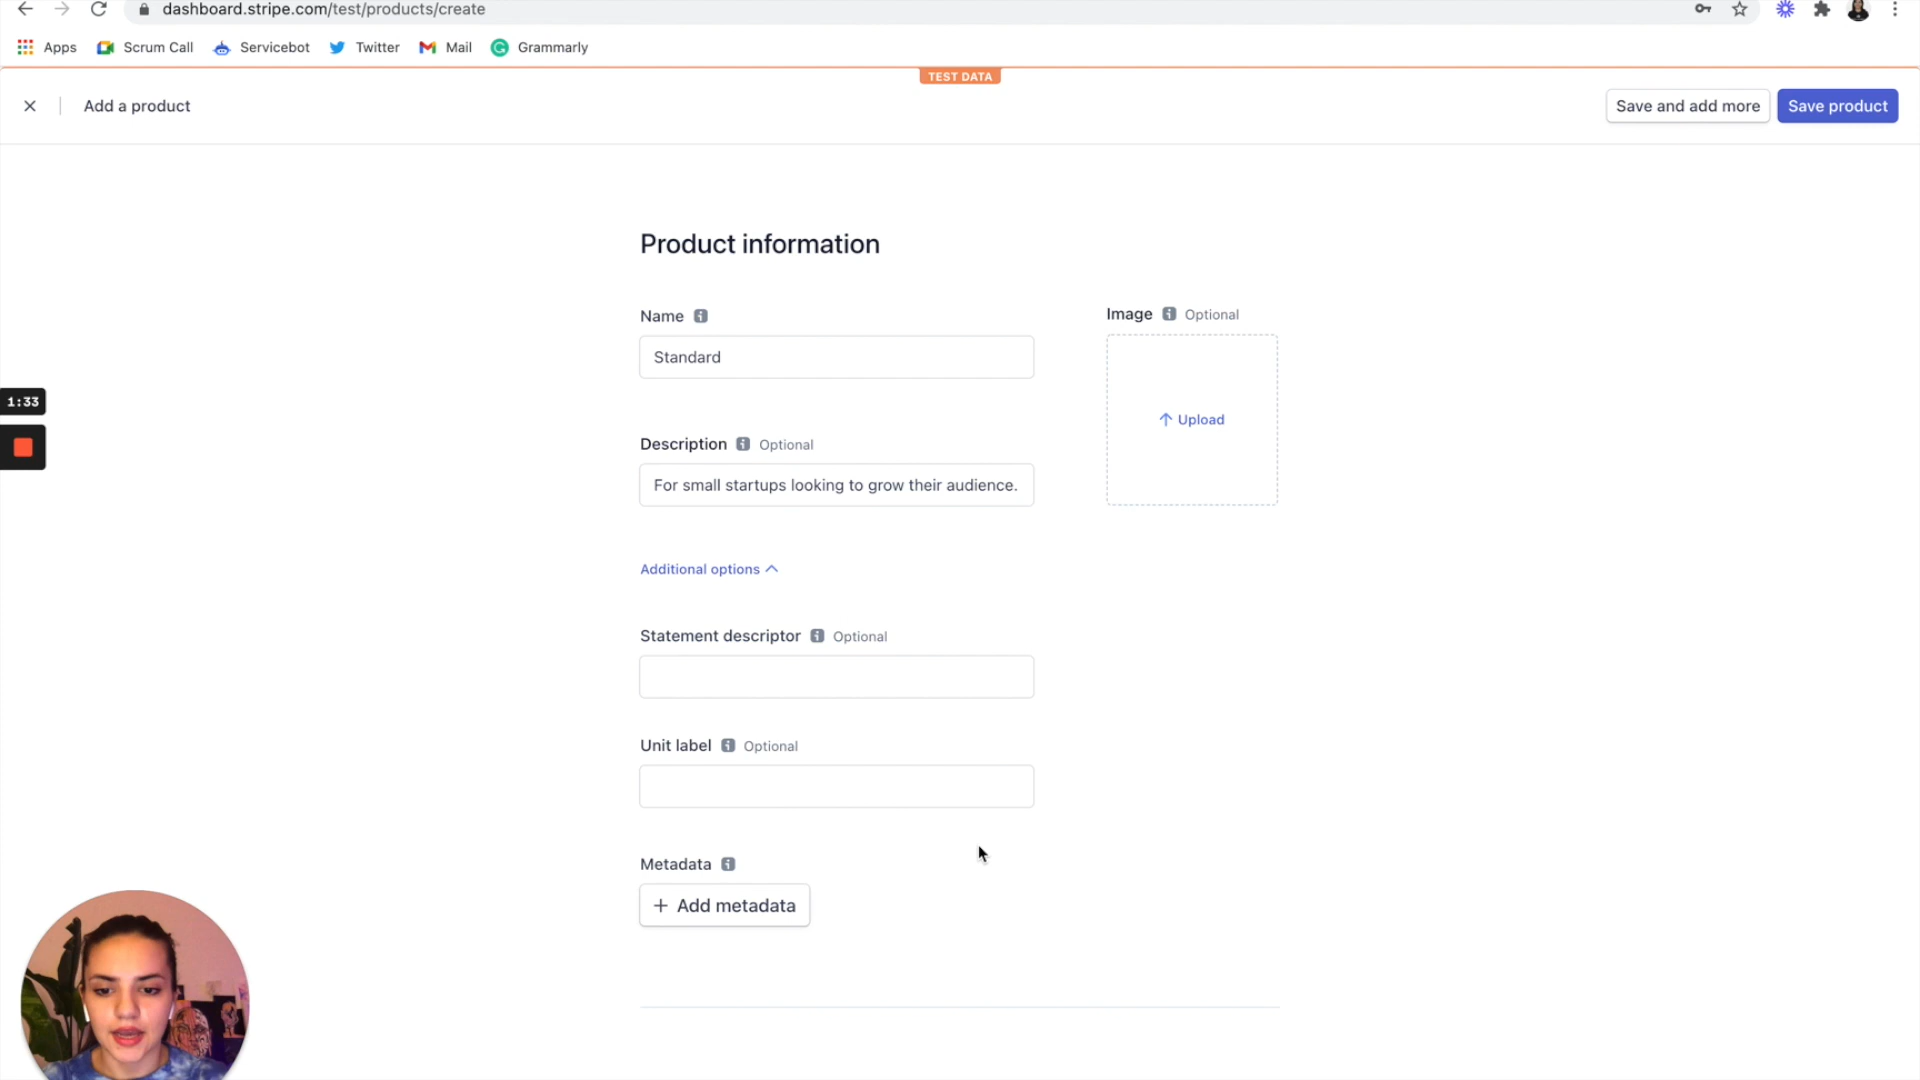 dashboard.stripe.com/test/products/create
Apps Scrum Call Servicebot Twitter Mail Grammarly
TEST DATA
Add a product Save and add more Save product
Product information
Name
Image Optional
Standard
Upload
Description Optional
For small startups looking to grow their audience.
Additional options
Statement descriptor Optional
Unit label Optional
Metadata
+ Add metadata
1:33